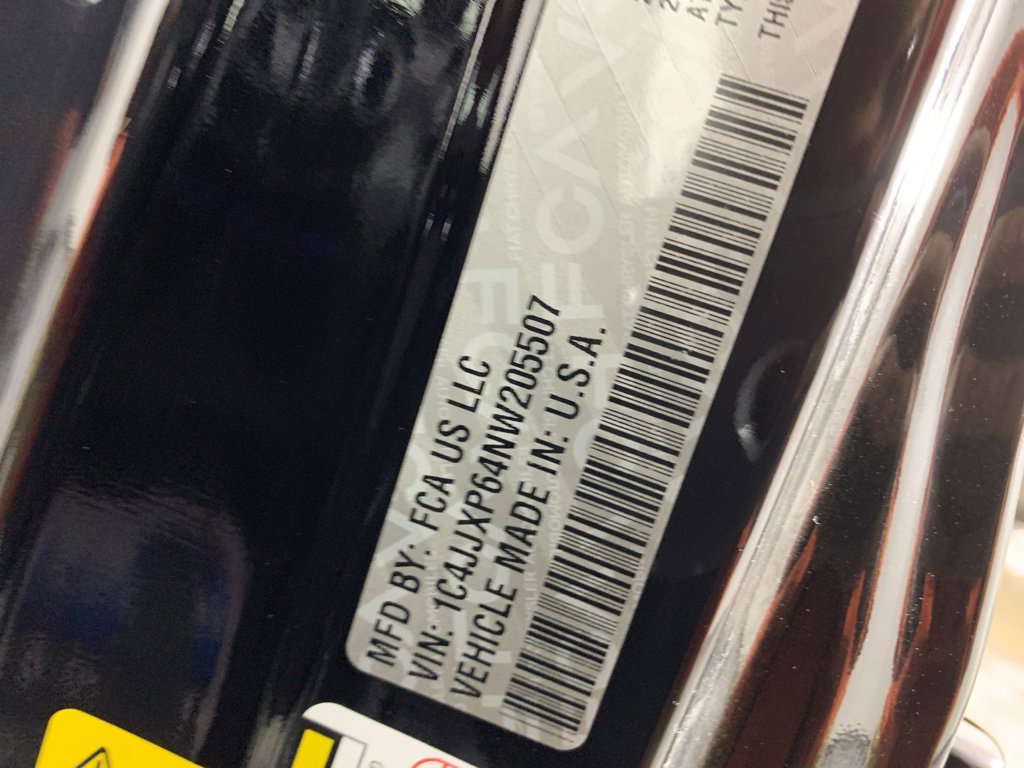 MFD BY: FCA US LLC
VIN: 1C4JJXP64NW205507
VEHICLE MADE IN: U.S.A.